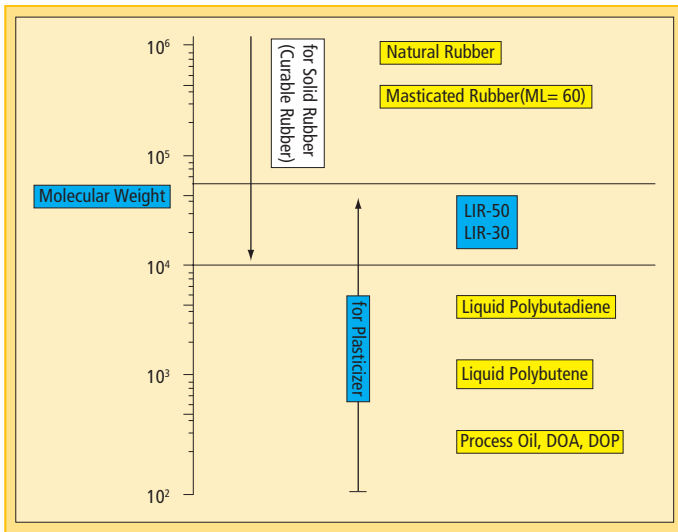 10⁶
for Solid Rubber
(Curable Rubber)
Natural Rubber
Masticated Rubber(ML= 60)
10⁵
Molecular Weight
LIR-50
LIR-30
10⁴
for Plasticizer
Liquid Polybutadiene
10³
Liquid Polybutene
Process Oil, DOA, DOP
10²